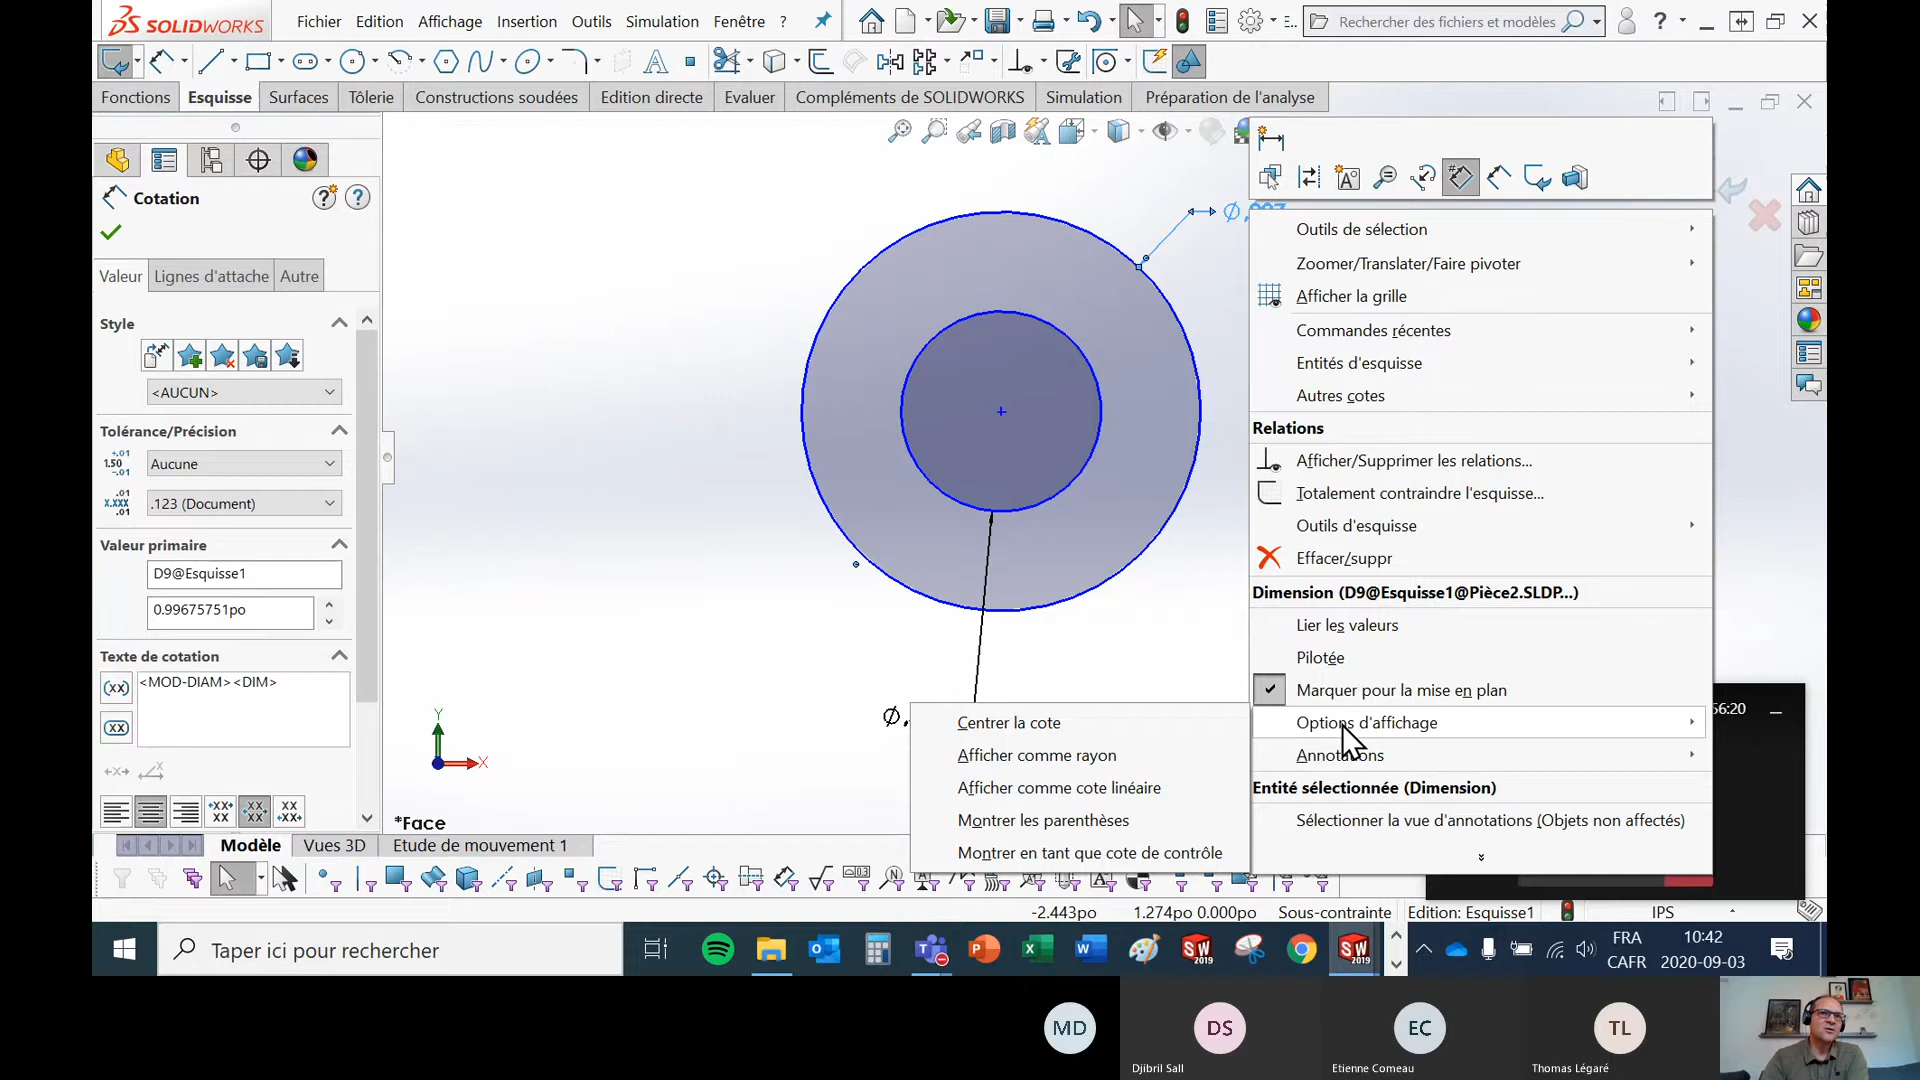 SOLIDWORKS
Fichier Edition Affichage Insertion Outils Simulation Fenêtre ?
Rechercher des fichiers et modèles
Fonctions Esquisse Surfaces Tôlerie Constructions soudées Edition directe Evaluer Compléments de SOLIDWORKS Simulation Préparation de l'analyse
Cotation
Valeur Lignes d'attache Autre
Style
<AUCUN>
Tolérance/Précision
Aucune
.123 (Document)
Valeur primaire
D9@Esquisse1
0.99675751po
Texte de cotation
<MOD-DIAM><DIM>
Outils de sélection
Zoomer/Translater/Faire pivoter
Afficher la grille
Commandes récentes
Entités d'esquisse
Autres cotes
Relations
Afficher/Supprimer les relations...
Totalement contraindre l'esquisse...
Outils d'esquisse
Effacer/suppr
Dimension (D9@Esquisse1@Pièce2.SLDP...)
Lier les valeurs
Pilotée
Marquer pour la mise en plan
Options d'affichage
Annotations
Entité sélectionnée (Dimension)
Sélectionner la vue d'annotations (Objets non affectés)
Centrer la cote
Afficher comme rayon
Afficher comme cote linéaire
Montrer les parenthèses
Montrer en tant que cote de contrôle
56:20
Y
X
*Face
Modèle Vues 3D Etude de mouvement 1
-2.443po 1.274po 0.000po Sous-contrainte Edition: Esquisse1 IPS
Taper ici pour rechercher
FRA
CAFR
10:42
2020-09-03
MD DS EC TL
Djibril Sall Etienne Comeau Thomas Légaré